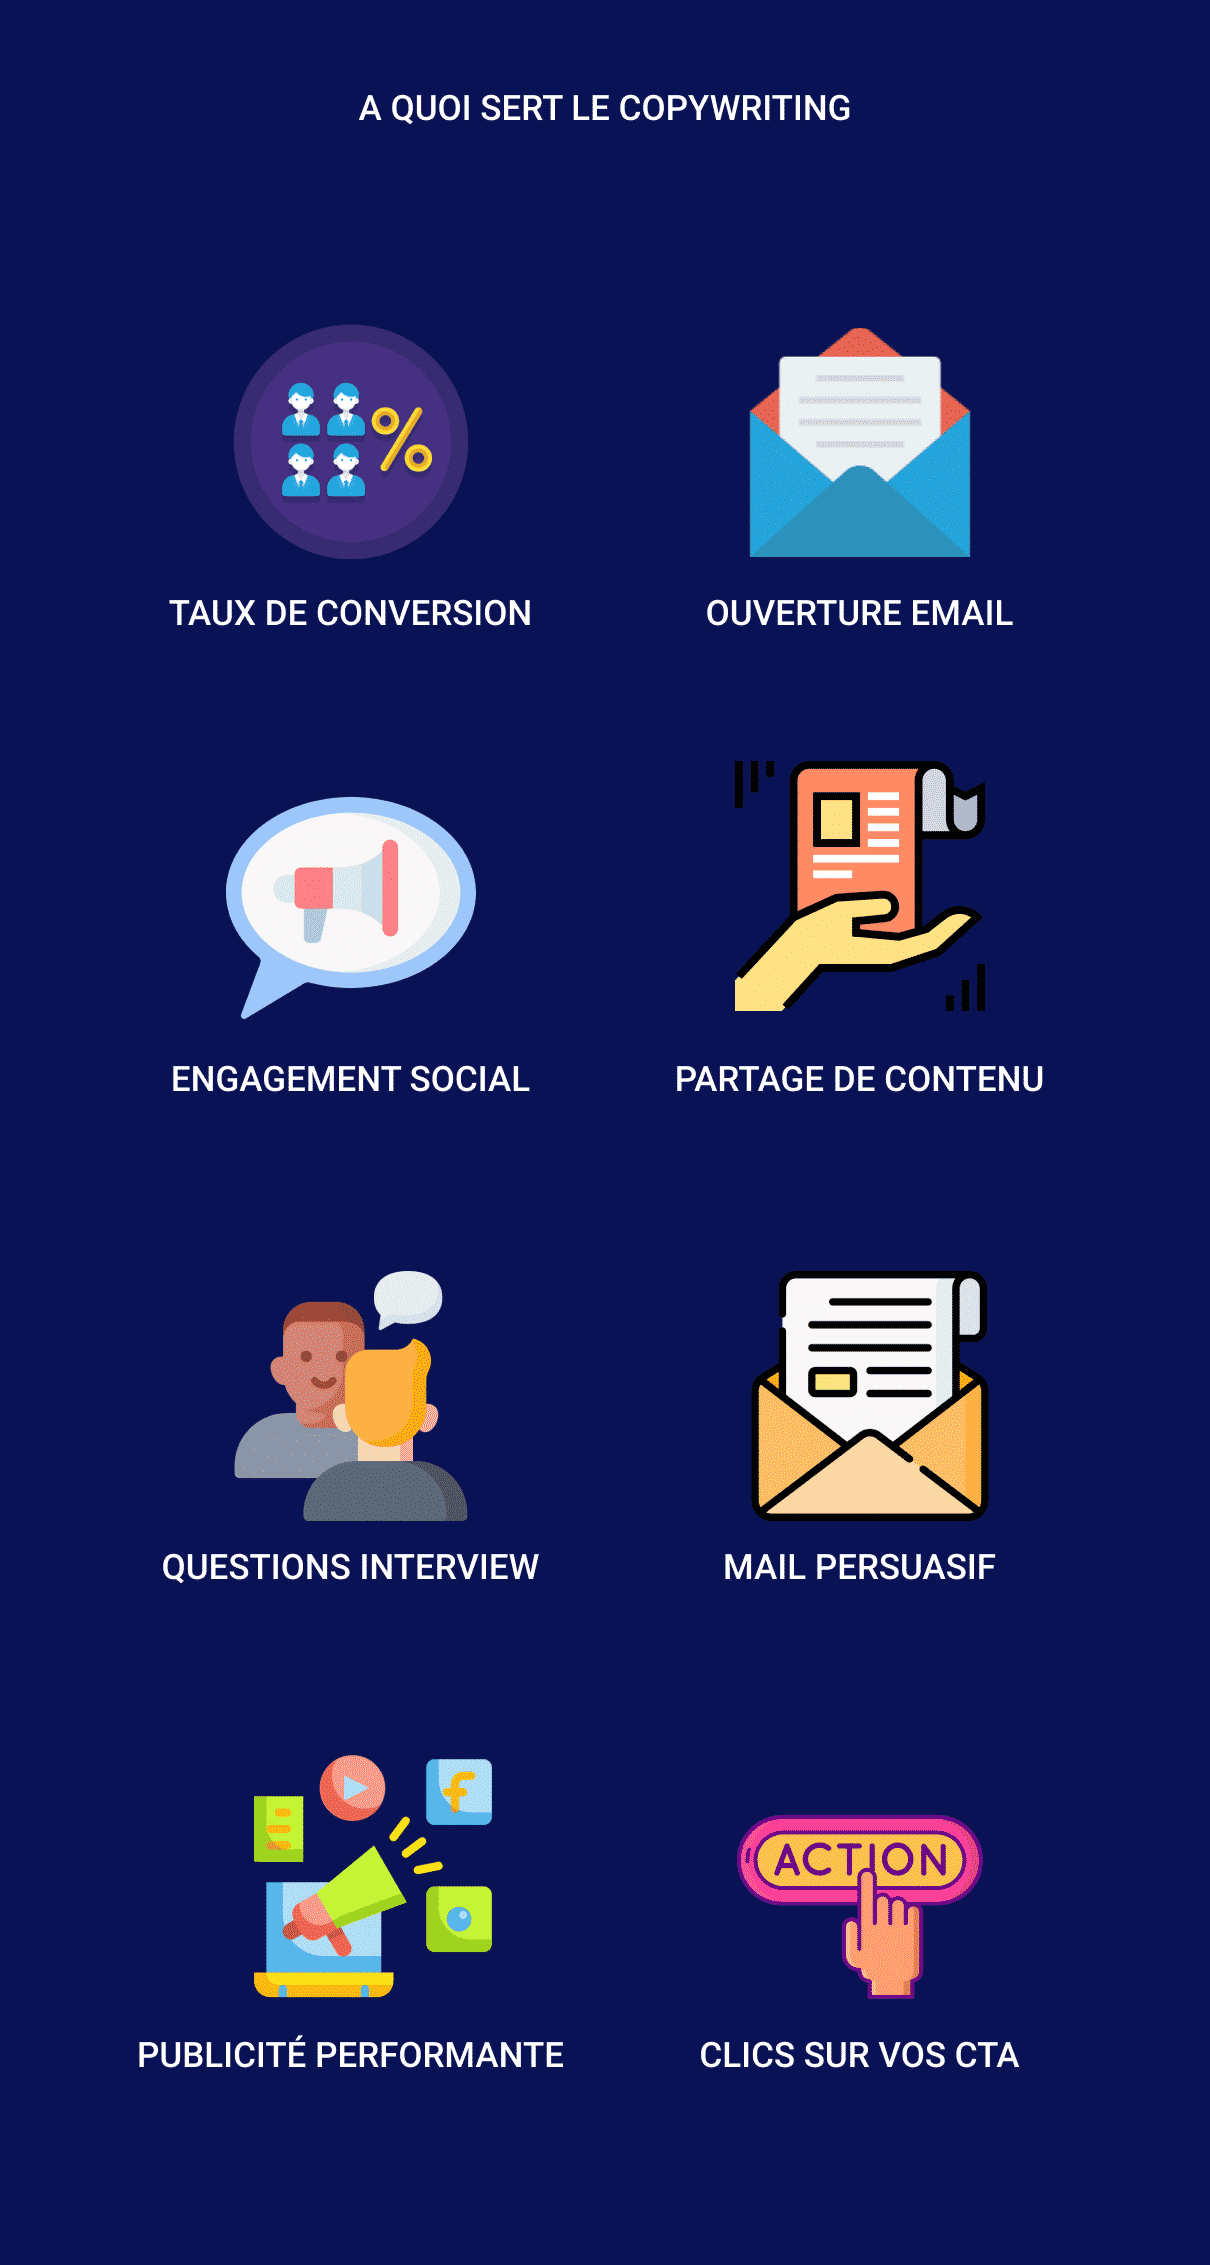 A QUOI SERT LE COPYWRITING
TAUX DE CONVERSION
OUVERTURE EMAIL
ENGAGEMENT SOCIAL
PARTAGE DE CONTENU
QUESTIONS INTERVIEW
MAIL PERSUASIF
ACTION
PUBLICITÉ PERFORMANTE
CLICS SUR VOS CTA